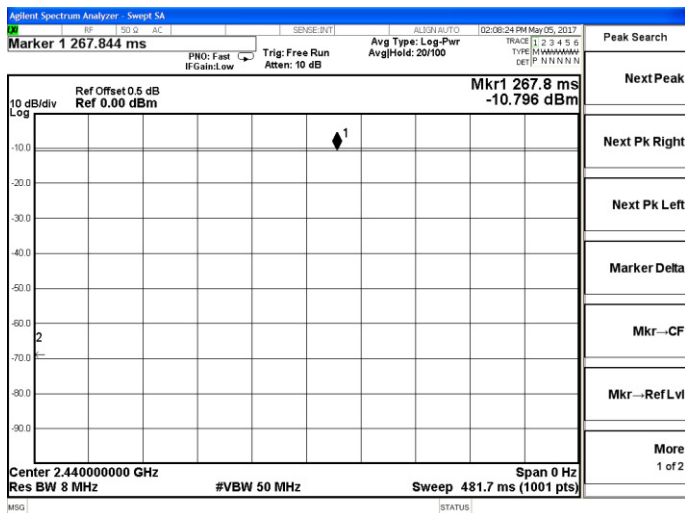 Agilent Spectrum Analyzer - Swept SA
LXI RF 50 Ω AC SENSE:INT ALIGN AUTO 02:08:24 PM May 05, 2017
Marker 1 267.844 ms
PNO: Fast
IFGain:Low
Trig: Free Run
Atten: 10 dB
Avg Type: Log-Pwr
Avg|Hold: 20/100
TRACE 1 2 3 4 5 6
TYPE M WWWWW
DET P N N N N N
Ref Offset 0.5 dB
10 dB/div Ref 0.00 dBm
Log
Mkr1 267.8 ms
-10.796 dBm
1
-10.0
-20.0
-30.0
-40.0
-50.0
-60.0
2
-70.0
-80.0
-90.0
Center 2.440000000 GHz Span 0 Hz
Res BW 8 MHz #VBW 50 MHz Sweep 481.7 ms (1001 pts)
MSG STATUS
Peak Search
Next Peak
Next Pk Right
Next Pk Left
Marker Delta
Mkr→CF
Mkr→Ref Lvl
More
1 of 2